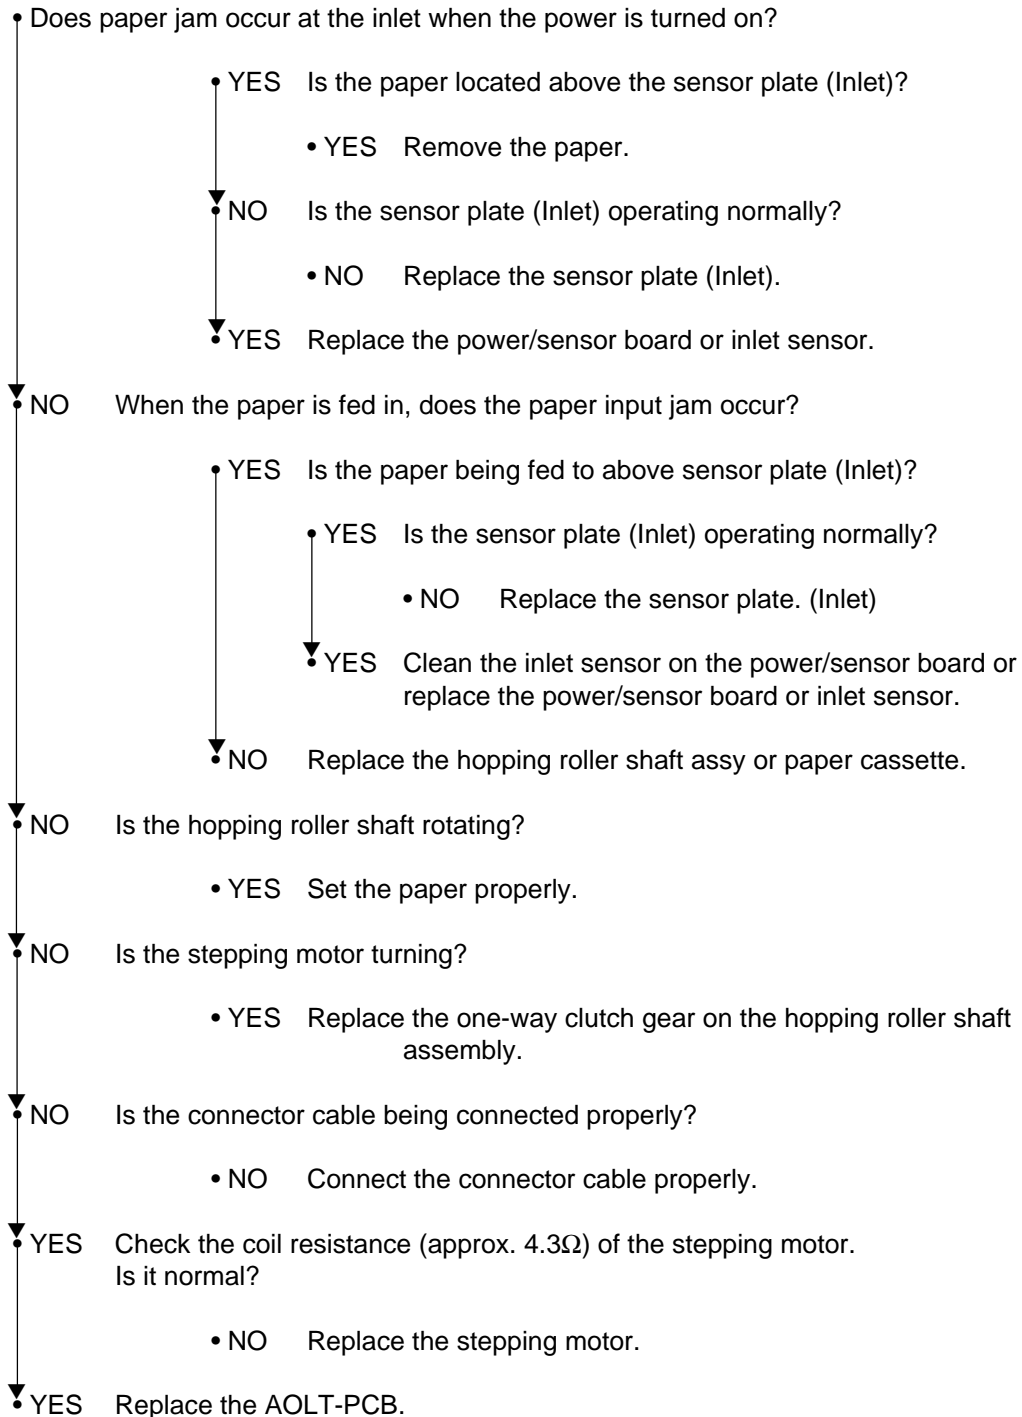 • Does paper jam occur at the inlet when the power is turned on?
• YES Is the paper located above the sensor plate (Inlet)?
• YES Remove the paper.
• NO Is the sensor plate (Inlet) operating normally?
• NO Replace the sensor plate (Inlet).
• YES Replace the power/sensor board or inlet sensor.
• NO When the paper is fed in, does the paper input jam occur?
• YES Is the paper being fed to above sensor plate (Inlet)?
• YES Is the sensor plate (Inlet) operating normally?
• NO Replace the sensor plate. (Inlet)
• YES Clean the inlet sensor on the power/sensor board or
replace the power/sensor board or inlet sensor.
• NO Replace the hopping roller shaft assy or paper cassette.
• NO Is the hopping roller shaft rotating?
• YES Set the paper properly.
• NO Is the stepping motor turning?
• YES Replace the one-way clutch gear on the hopping roller shaft
assembly.
• NO Is the connector cable being connected properly?
• NO Connect the connector cable properly.
• YES Check the coil resistance (approx. 4.3Ω) of the stepping motor.
Is it normal?
• NO Replace the stepping motor.
• YES Replace the AOLT-PCB.